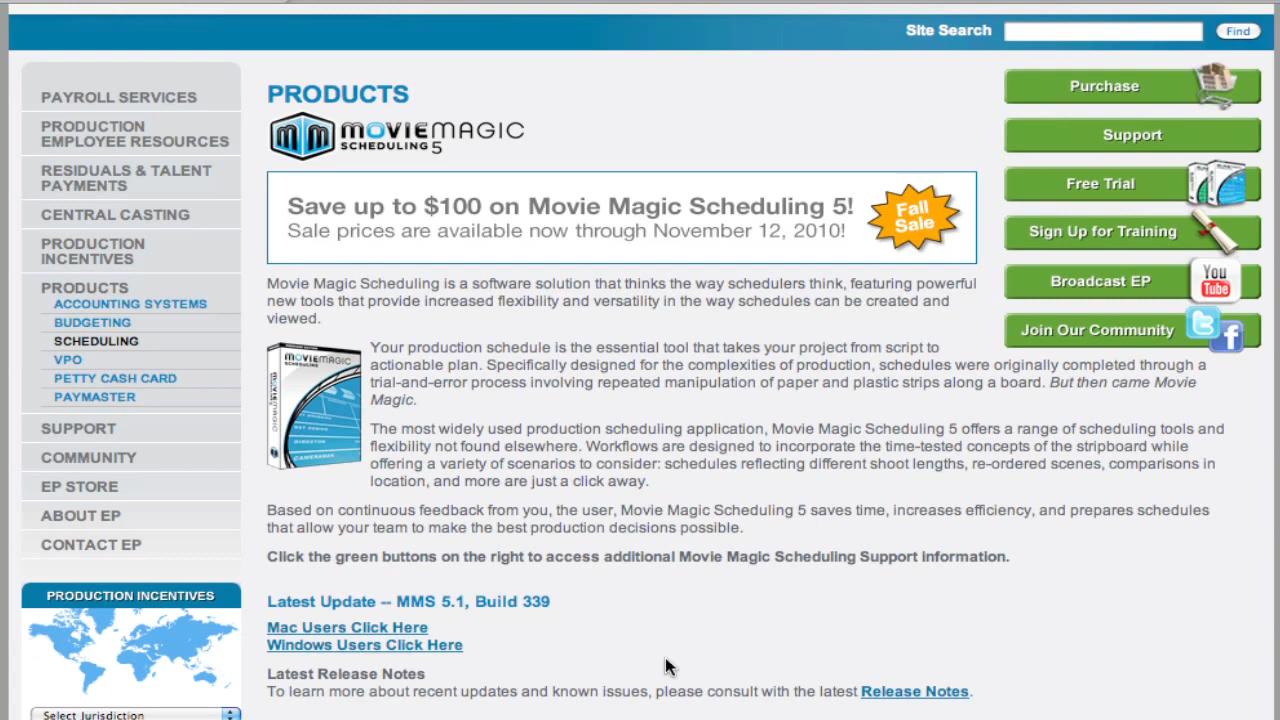 Site Search
Find
PAYROLL SERVICES
PRODUCTION
EMPLOYEE RESOURCES
RESIDUALS & TALENT
PAYMENTS
CENTRAL CASTING
PRODUCTION
INCENTIVES
PRODUCTS
ACCOUNTING SYSTEMS
BUDGETING
SCHEDULING
VPO
PETTY CASH CARD
PAYMASTER
SUPPORT
COMMUNITY
EP STORE
ABOUT EP
CONTACT EP
PRODUCTION INCENTIVES
Select Jurisdiction
PRODUCTS
MOVIEMAGIC
SCHEDULING 5
Save up to $100 on Movie Magic Scheduling 5!
Sale prices are available now through November 12, 2010!
Fall
Sale
Movie Magic Scheduling is a software solution that thinks the way schedulers think, featuring powerful
new tools that provide increased flexibility and versatility in the way schedules can be created and
viewed.
MOVIEMAGIC
Your production schedule is the essential tool that takes your project from script to
actionable plan. Specifically designed for the complexities of production, schedules were originally completed through a
trial-and-error process involving repeated manipulation of paper and plastic strips along a board. But then came Movie
Magic.
The most widely used production scheduling application, Movie Magic Scheduling 5 offers a range of scheduling tools and
flexibility not found elsewhere. Workflows are designed to incorporate the time-tested concepts of the stripboard while
offering a variety of scenarios to consider: schedules reflecting different shoot lengths, re-ordered scenes, comparisons in
location, and more are just a click away.
Based on continuous feedback from you, the user, Movie Magic Scheduling 5 saves time, increases efficiency, and prepares schedules
that allow your team to make the best production decisions possible.
Click the green buttons on the right to access additional Movie Magic Scheduling Support information.
Latest Update -- MMS 5.1, Build 339
Mac Users Click Here
Windows Users Click Here
Latest Release Notes
To learn more about recent updates and known issues, please consult with the latest Release Notes.
Purchase
Support
Free Trial
Sign Up for Training
Broadcast EP
You
Tube
Join Our Community